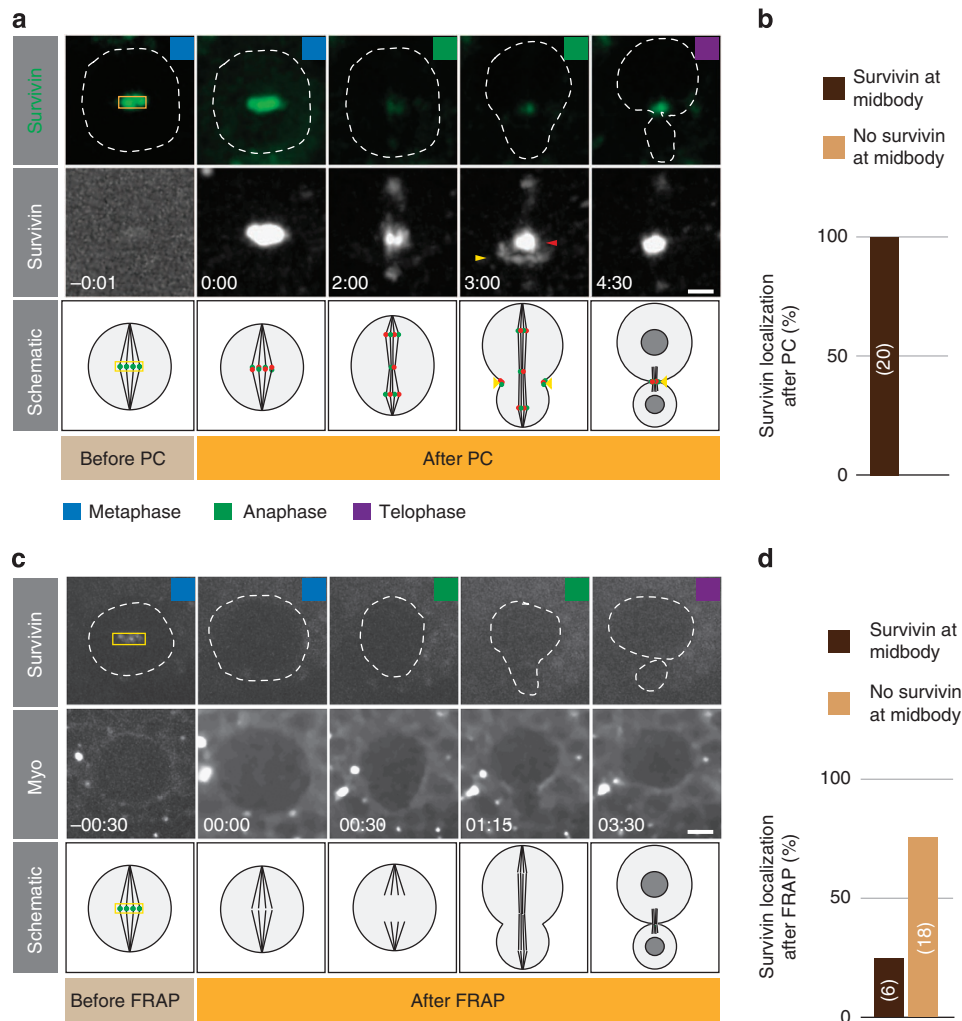 a
Survivin
Survivin
–0:01
0:00
2:00
3:00
4:30
Schematic
Before PC
After PC
Metaphase
Anaphase
Telophase
b
Survivin at
midbody
No survivin
at midbody
Survivin localization
after PC (%)
100
50
0
(20)
c
Survivin
Myo
–00:30
00:00
00:30
01:15
03:30
Schematic
Before FRAP
After FRAP
d
Survivin at
midbody
No survivin
at midbody
Survivin localization
after FRAP (%)
100
50
0
(6)
(18)